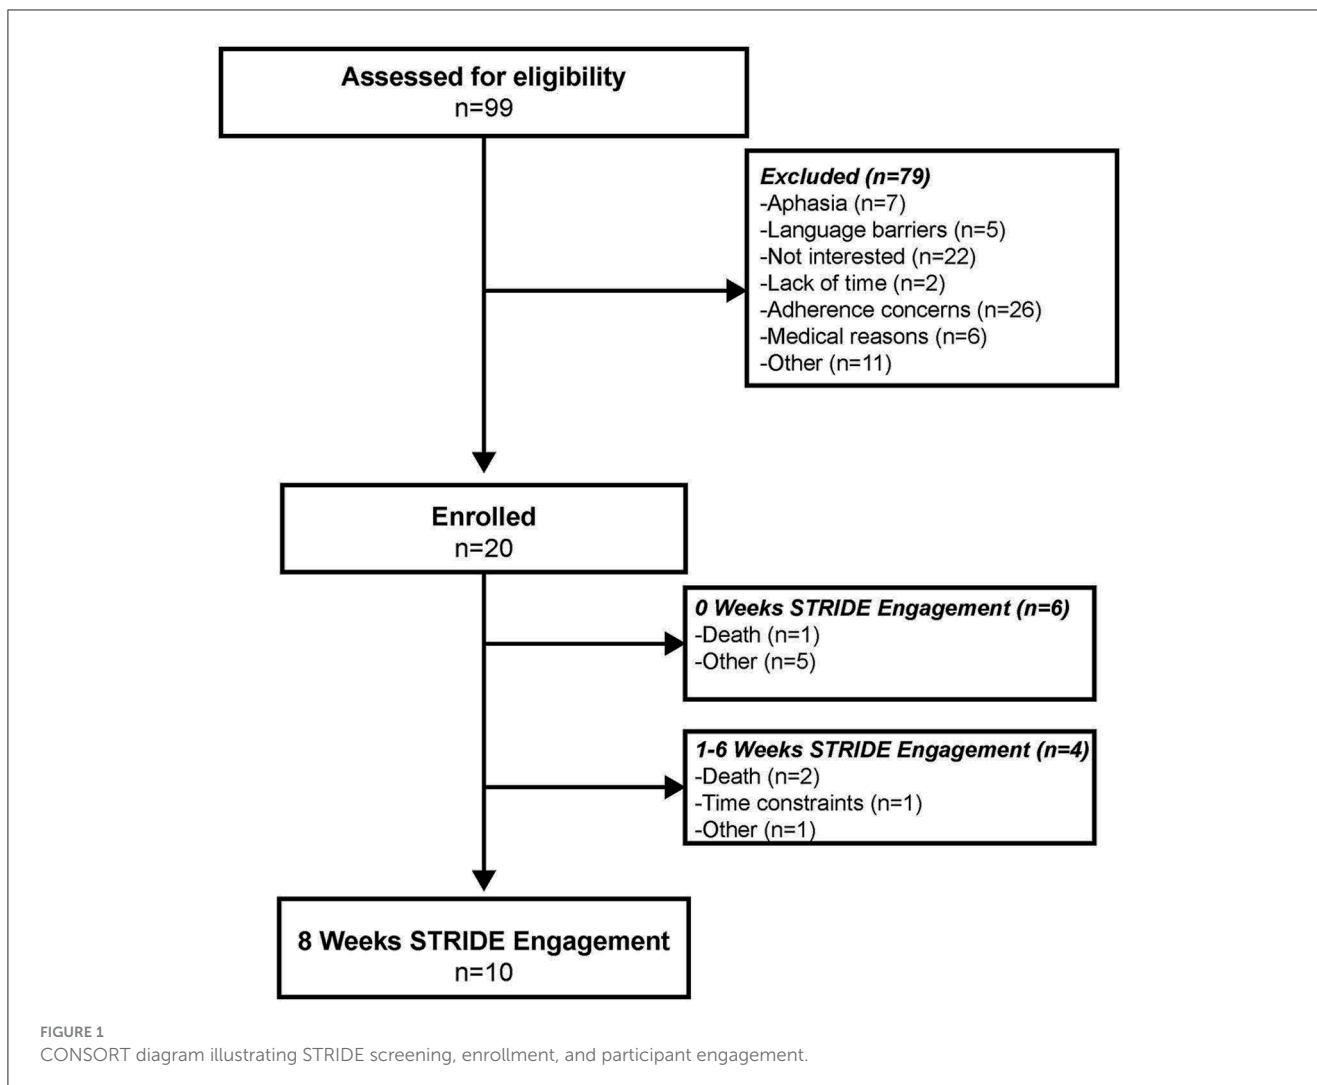 Assessed for eligibility
n=99
Excluded (n=79)
-Aphasia (n=7)
-Language barriers (n=5)
-Not interested (n=22)
-Lack of time (n=2)
-Adherence concerns (n=26)
-Medical reasons (n=6)
-Other (n=11)
Enrolled
n=20
0 Weeks STRIDE Engagement (n=6)
-Death (n=1)
-Other (n=5)
1-6 Weeks STRIDE Engagement (n=4)
-Death (n=2)
-Time constraints (n=1)
-Other (n=1)
8 Weeks STRIDE Engagement
n=10
FIGURE 1
CONSORT diagram illustrating STRIDE screening, enrollment, and participant engagement.